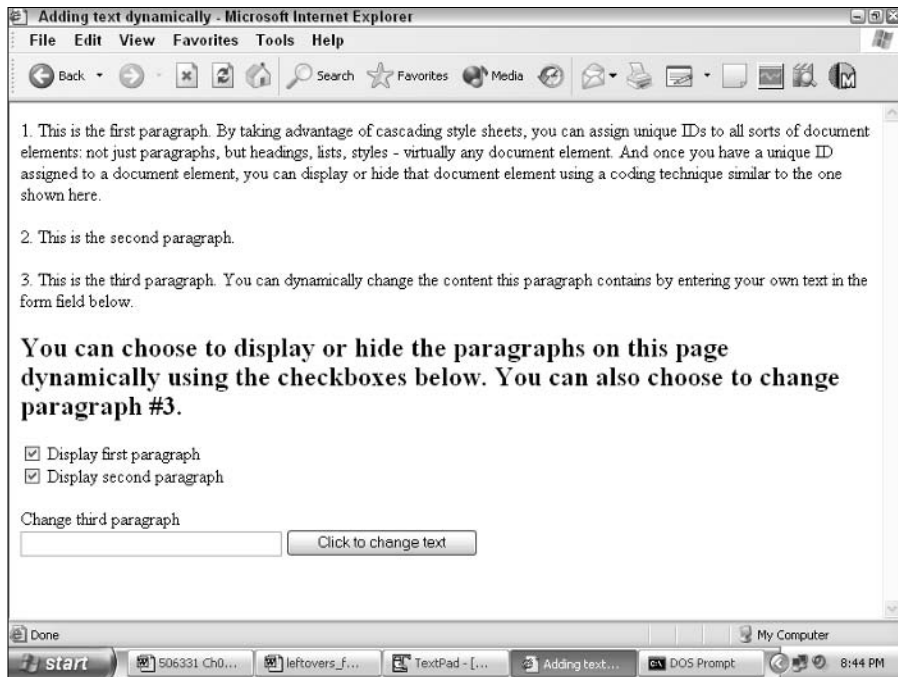 Adding text dynamically - Microsoft Internet Explorer
File Edit View Favorites Tools Help
Back Search Favorites Media
1. This is the first paragraph. By taking advantage of cascading style sheets, you can assign unique IDs to all sorts of document
elements: not just paragraphs, but headings, lists, styles - virtually any document element. And once you have a unique ID
assigned to a document element, you can display or hide that document element using a coding technique similar to the one
shown here.
2. This is the second paragraph.
3. This is the third paragraph. You can dynamically change the content this paragraph contains by entering your own text in the
form field below.
You can choose to display or hide the paragraphs on this page
dynamically using the checkboxes below. You can also choose to change
paragraph #3.
Display first paragraph
Display second paragraph
Change third paragraph
Click to change text
Done My Computer
start 506331 Ch0... leftovers_f... TextPad - [... Adding text... DOS Prompt 8:44 PM